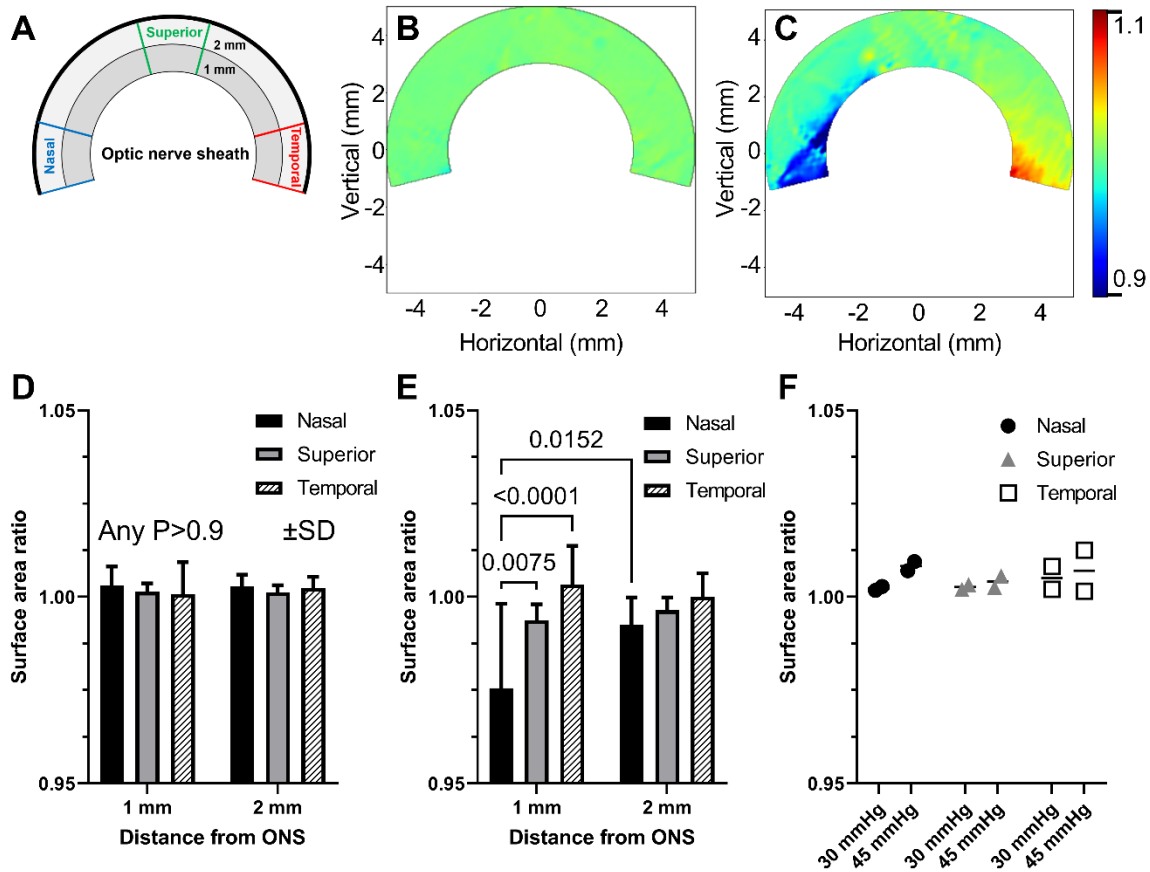 A
Superior
2 mm
1 mm
Nasal
Optic nerve sheath
Temporal
B
Vertical (mm)
4
2
0
-2
-4
-4
-2
0
2
4
Horizontal (mm)
C
Vertical (mm)
4
2
0
-2
-4
-4
-2
0
2
4
Horizontal (mm)
1.1
0.9
D
Surface area ratio
1.05
1.00
0.95
Nasal
Superior
Temporal
Any P>0.9
±SD
1 mm
2 mm
Distance from ONS
E
Surface area ratio
1.05
1.00
0.95
Nasal
Superior
Temporal
0.0152
<0.0001
0.0075
1 mm
2 mm
Distance from ONS
F
Surface area ratio
1.05
1.00
0.95
Nasal
Superior
Temporal
30 mmHg
45 mmHg
30 mmHg
45 mmHg
30 mmHg
45 mmHg